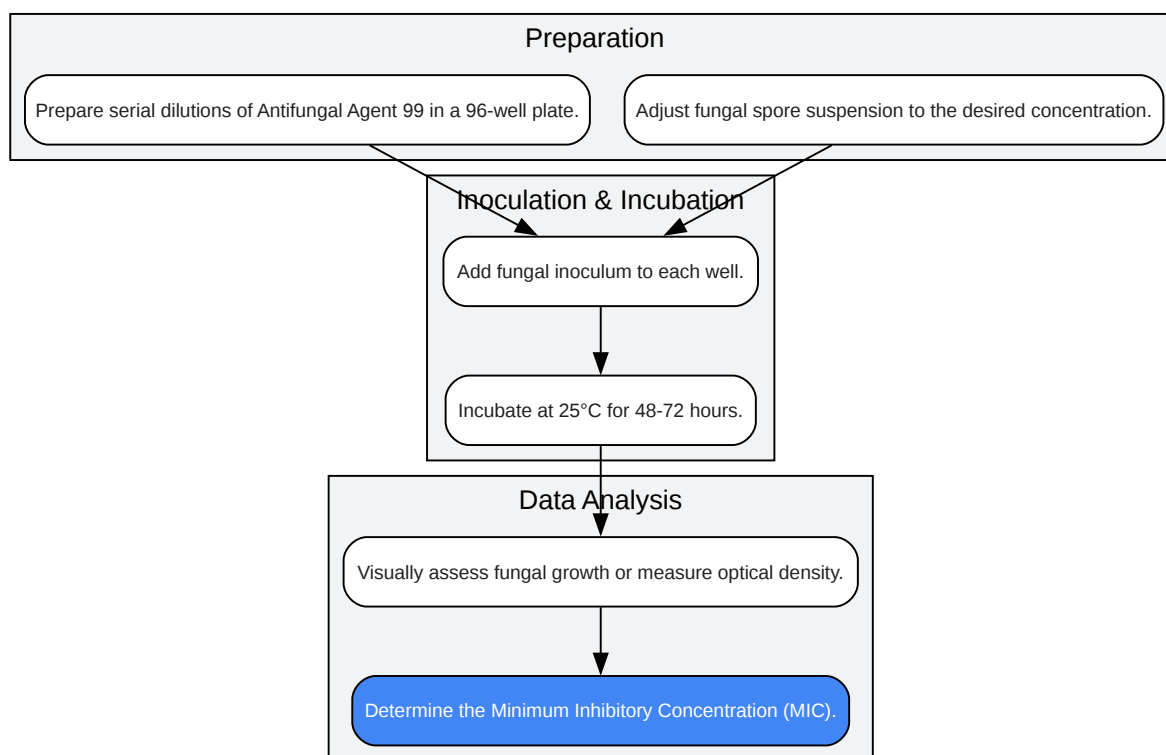 Preparation
Prepare serial dilutions of Antifungal Agent 99 in a 96-well plate.
Adjust fungal spore suspension to the desired concentration.
Inoculation & Incubation
Add fungal inoculum to each well.
Incubate at 25°C for 48-72 hours.
Data Analysis
Visually assess fungal growth or measure optical density.
Determine the Minimum Inhibitory Concentration (MIC).